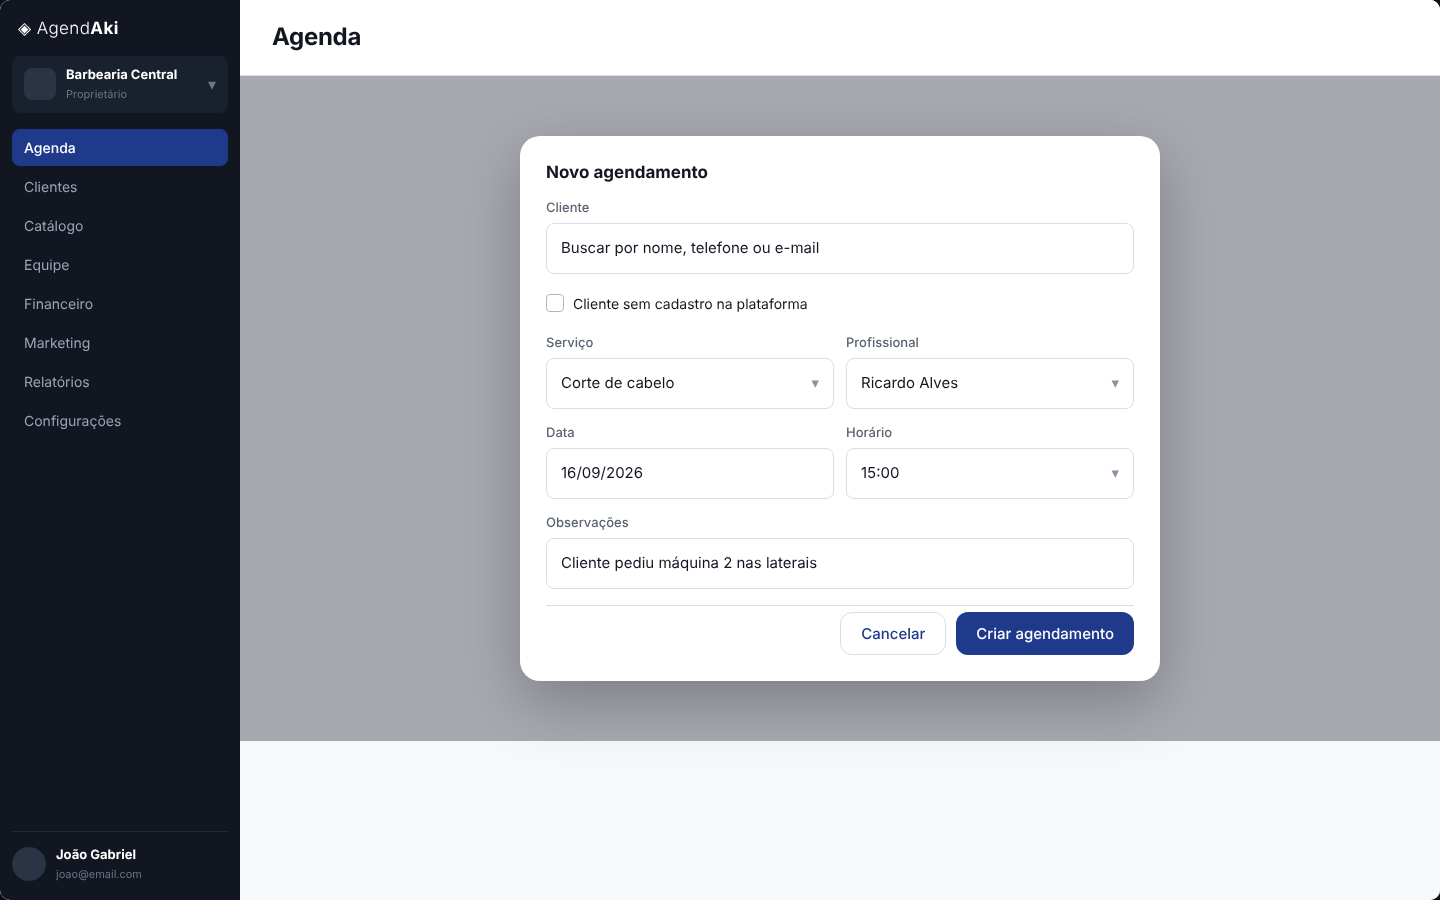 ◈ AgendAki
Barbearia Central
Proprietário
▼
Agenda
Clientes
Catálogo
Equipe
Financeiro
Marketing
Relatórios
Configurações
João Gabriel
joao@email.com
Agenda
Novo agendamento
Cliente
Buscar por nome, telefone ou e-mail
Cliente sem cadastro na plataforma
Serviço
Corte de cabelo ▼
Profissional
Ricardo Alves ▼
Data
16/09/2026
Horário
15:00 ▼
Observações
Cliente pediu máquina 2 nas laterais
Cancelar
Criar agendamento